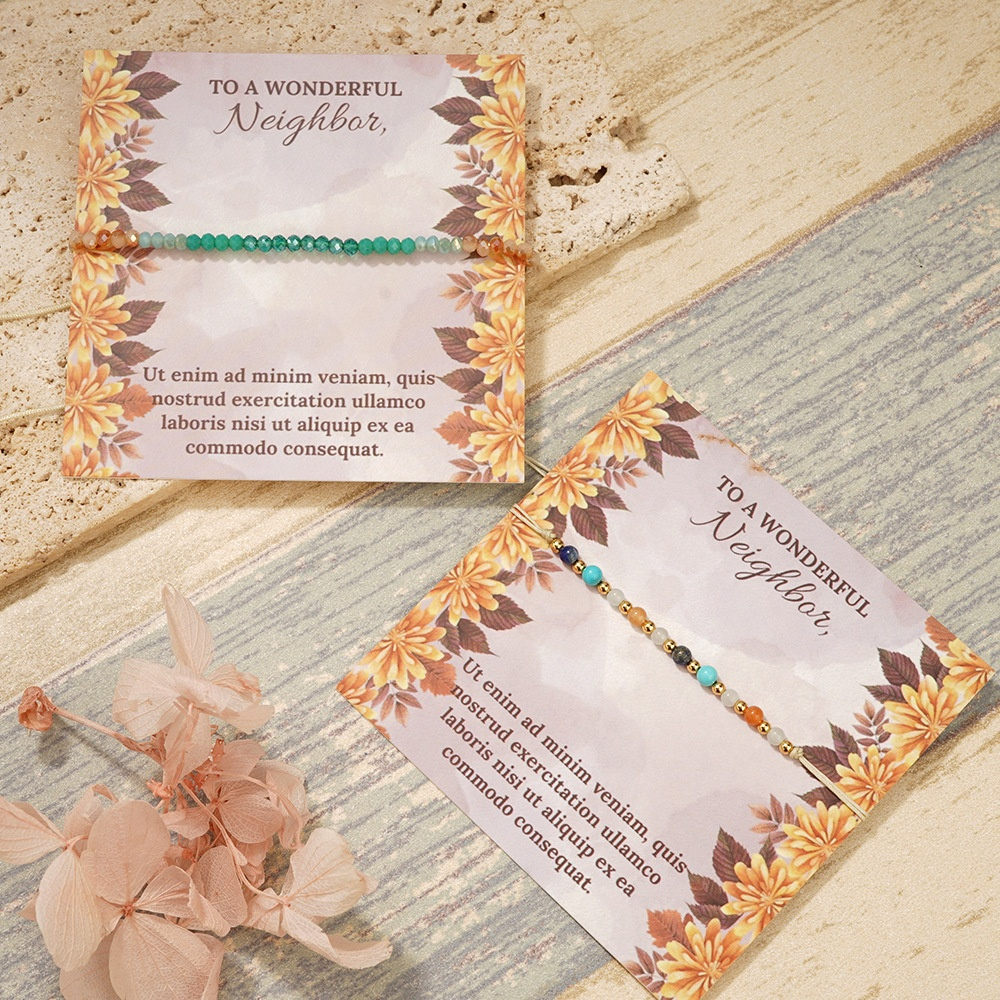 TO A WONDERFUL
Neighbor,
Ut enim ad minim veniam, quis
nostrud exercitation ullamco
laboris nisi ut aliquip ex ea
commodo consequat.
TO A WONDERFUL
Neighbor,
Ut enim ad minim veniam, quis
nostrud exercitation ullamco
laboris nisi ut aliquip ex ea
commodo consequat.